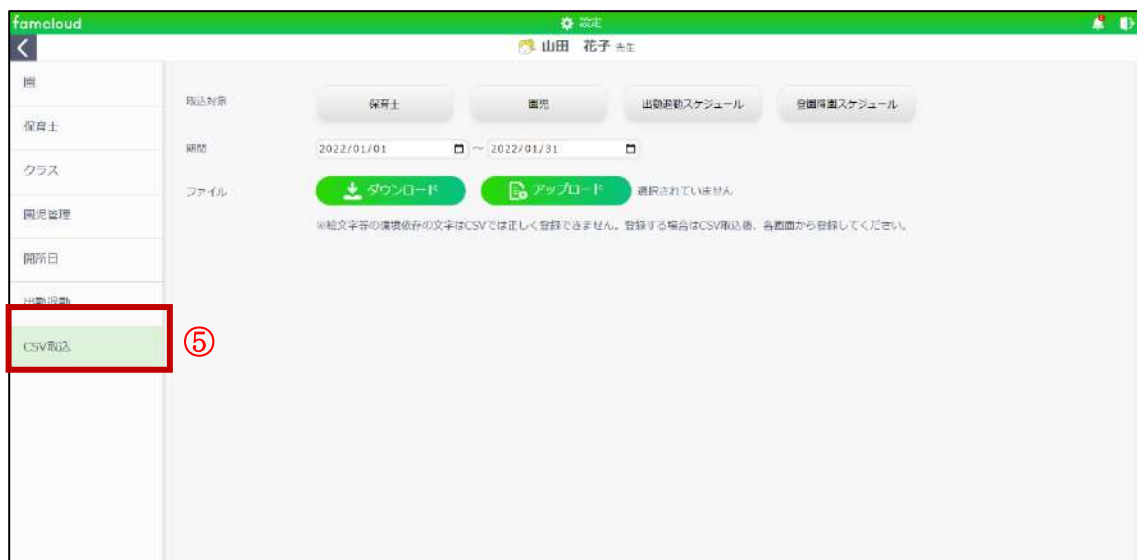 famcloud
設定
山田 花子 先生
園
保育士
クラス
園児管理
開所日
出勤退勤
CSV取込
⑤
取込対象
保育士
園児
出勤退勤スケジュール
登園降園スケジュール
期間
2022/01/01 ～ 2022/01/31
ファイル
ダウンロード
アップロード
選択されていません
※絵文字等の環境依存の文字はCSVでは正しく登録できません。登録する場合はCSV取込後、各画面から登録してください。